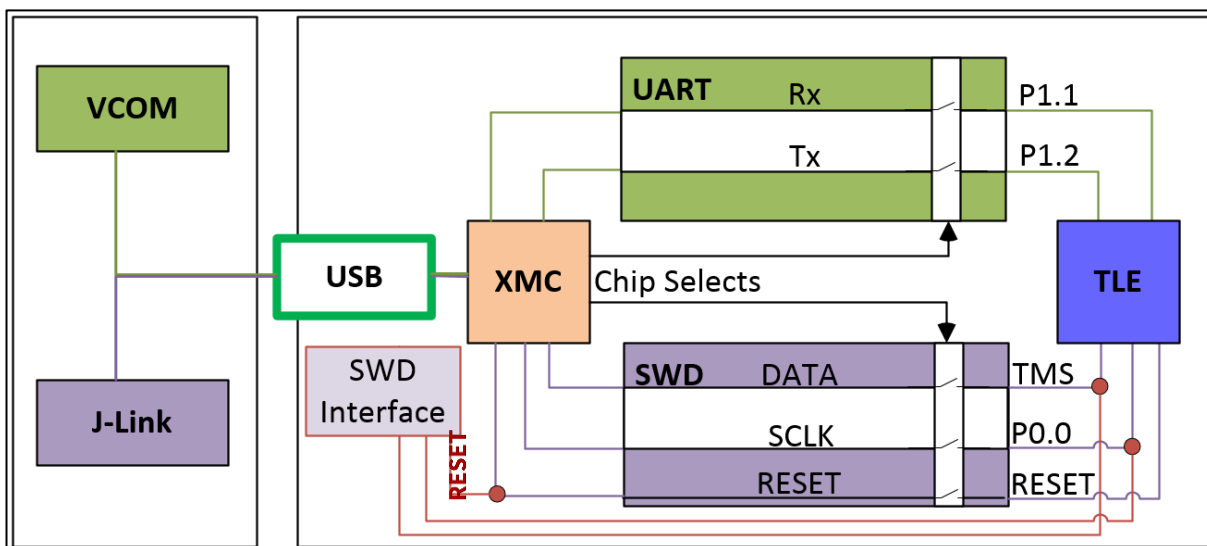 VCOM
J-Link
USB
XMC
Chip Selects
UART
Rx
Tx
P1.1
P1.2
TLE
SWD
Interface
RESET
SWD
DATA
SCLK
RESET
TMS
P0.0
RESET